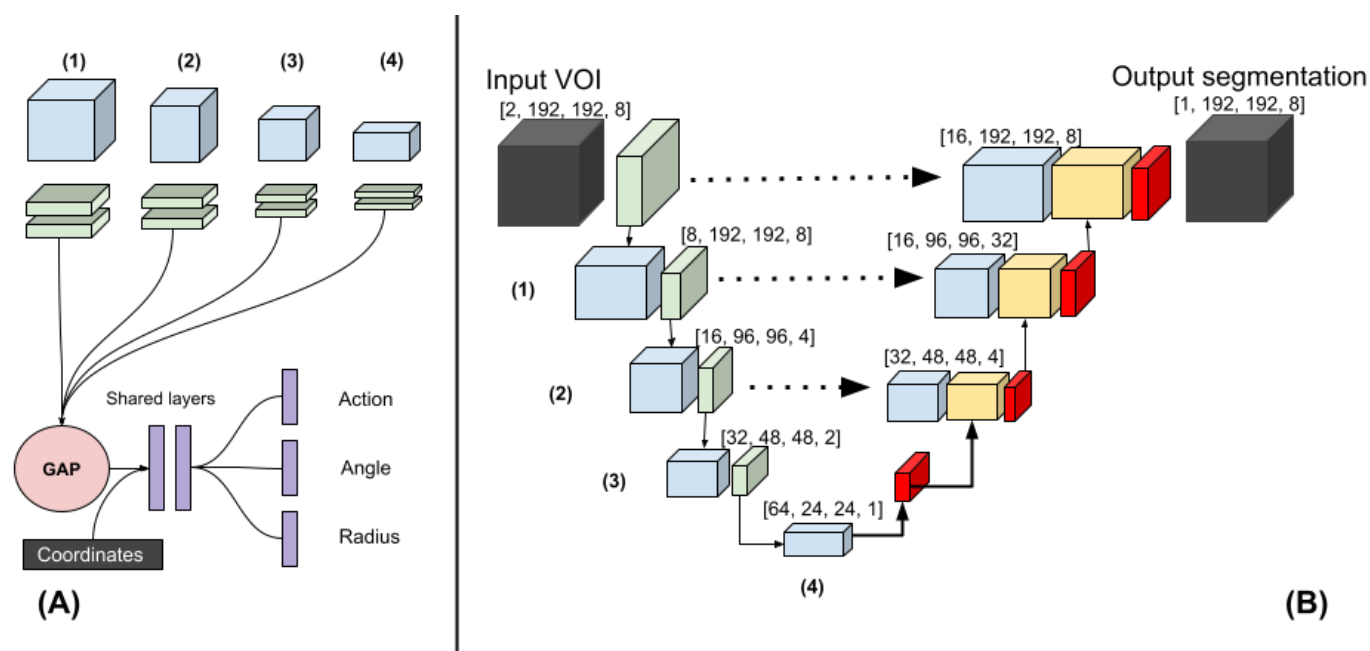 (1)
(2)
(3)
(4)
Shared layers
Action
GAP
Angle
Radius
Coordinates
(A)
Input VOI
[2, 192, 192, 8]
Output segmentation
[1, 192, 192, 8]
[16, 192, 192, 8]
[8, 192, 192, 8]
[16, 96, 96, 32]
(1)
[16, 96, 96, 4]
[32, 48, 48, 4]
(2)
[32, 48, 48, 2]
(3)
[64, 24, 24, 1]
(4)
(B)